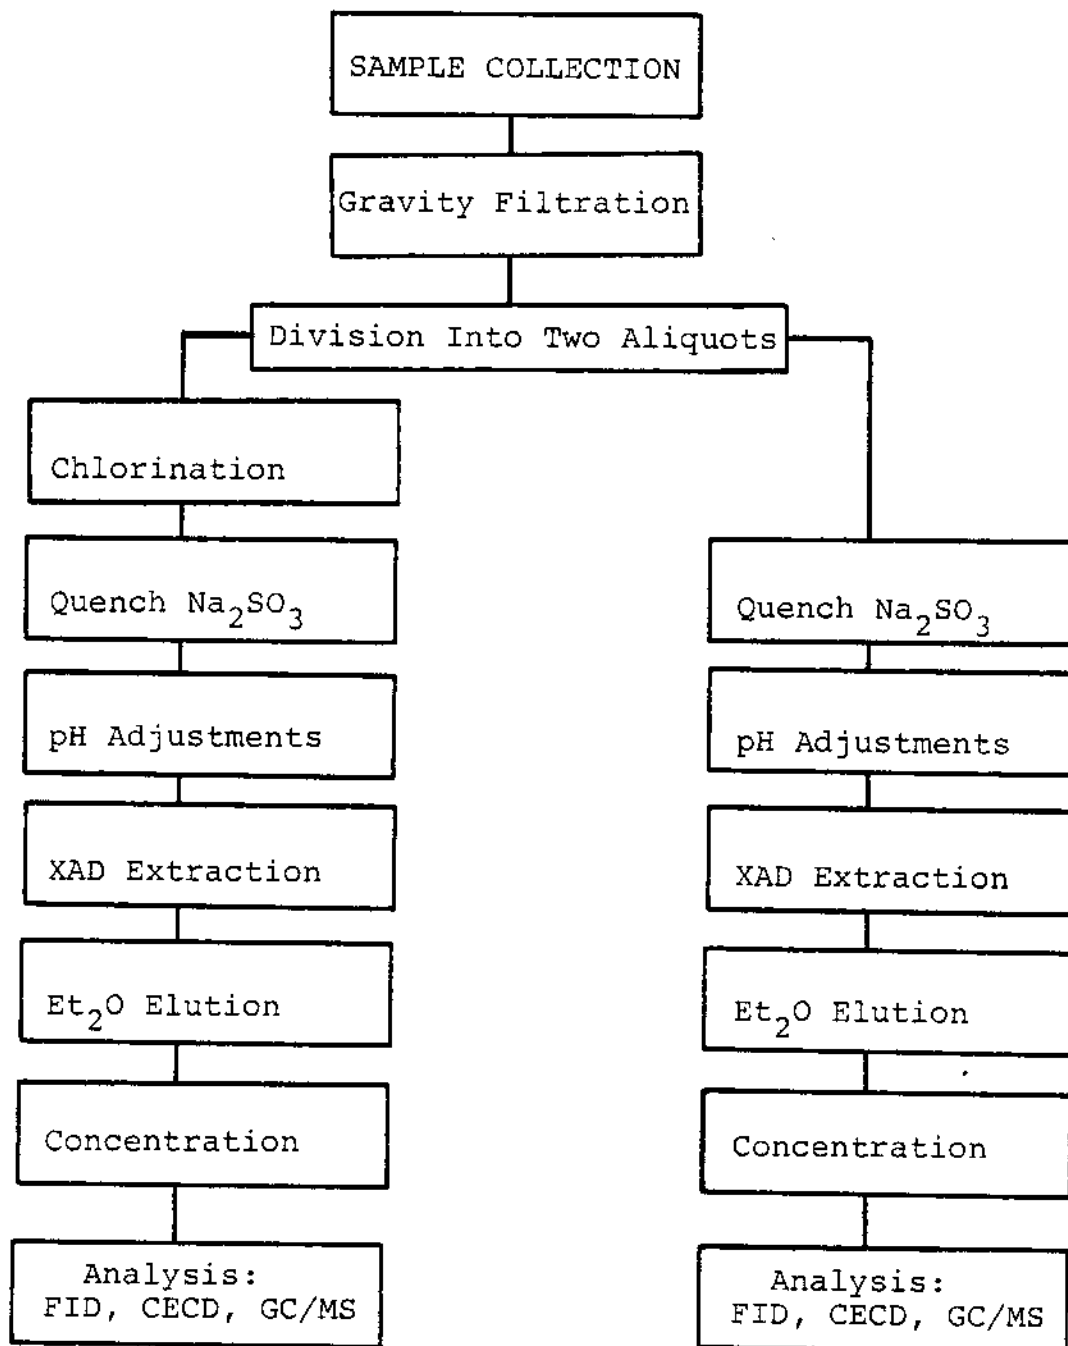 SAMPLE COLLECTION
Gravity Filtration
Division Into Two Aliquots
Chlorination
Quench Na₂SO₃
pH Adjustments
XAD Extraction
Et₂O Elution
Concentration
Analysis:
FID, CECD, GC/MS
Quench Na₂SO₃
pH Adjustments
XAD Extraction
Et₂O Elution
Concentration
Analysis:
FID, CECD, GC/MS